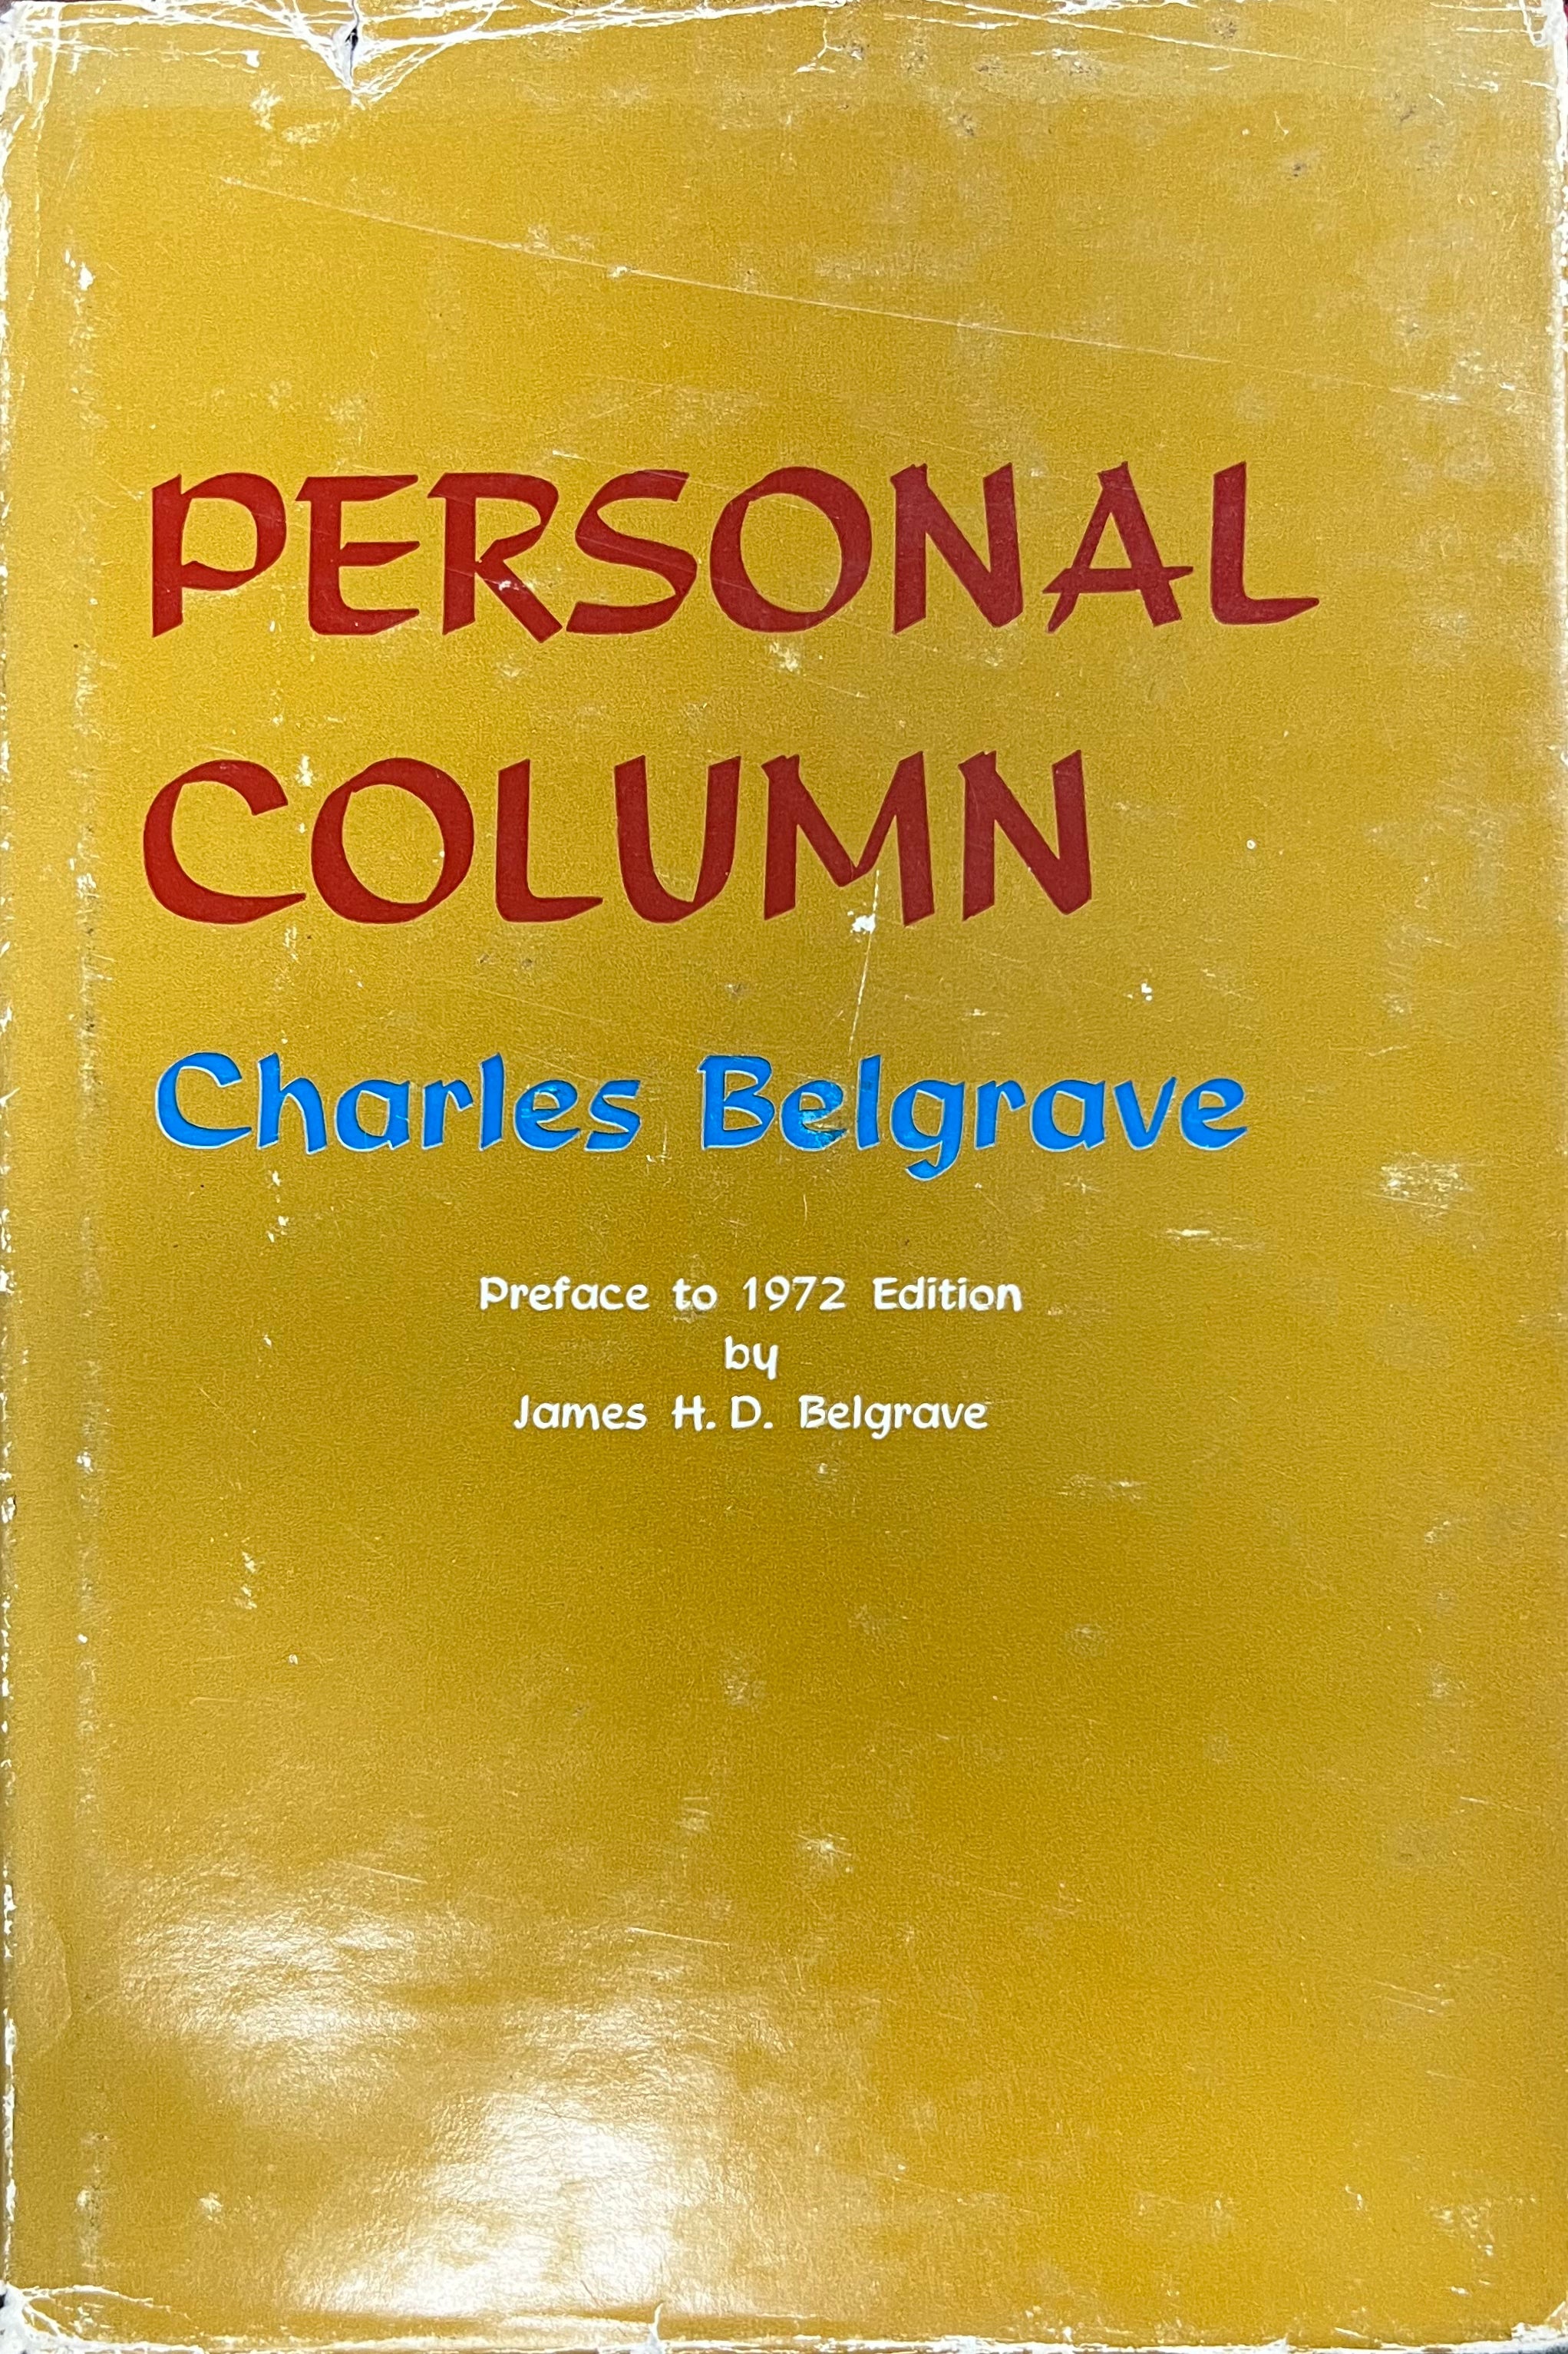 PERSONAL
COLUMN
Charles Belgrave
Preface to 1972 Edition
by
James H. D. Belgrave